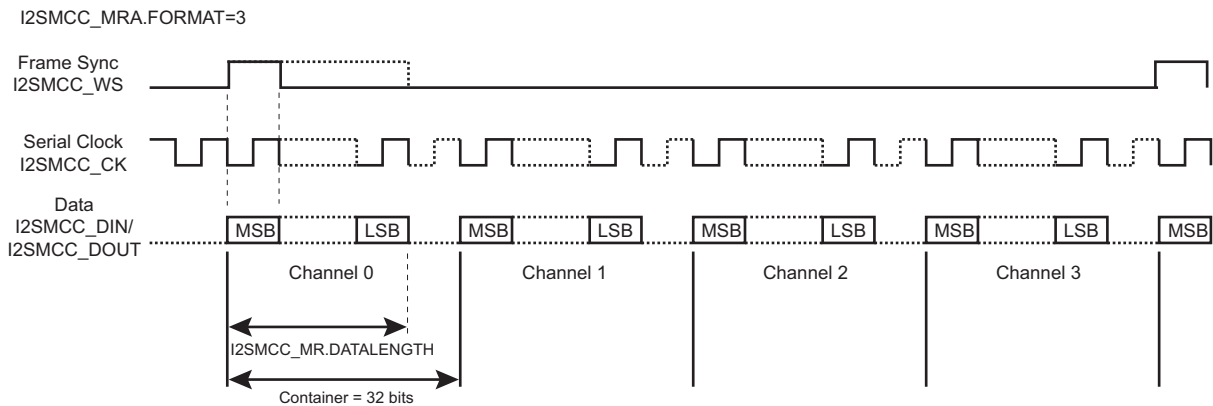 I2SMCC_MRA.FORMAT=3
Frame Sync
I2SMCC_WS
Serial Clock
I2SMCC_CK
Data
I2SMCC_DIN/
I2SMCC_DOUT
MSB LSB MSB LSB MSB LSB MSB LSB MSB
Channel 0 Channel 1 Channel 2 Channel 3
I2SMCC_MR.DATALENGTH
Container = 32 bits